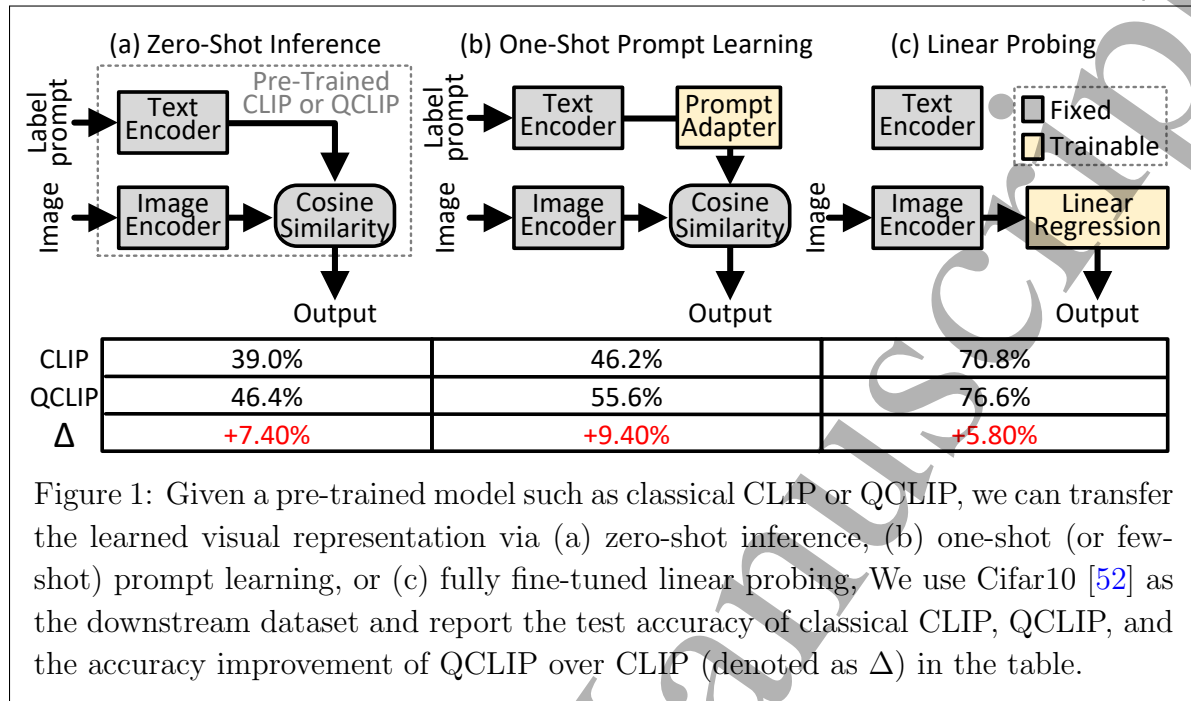 (a) Zero-Shot Inference
(b) One-Shot Prompt Learning
(c) Linear Probing
Pre-Trained
CLIP or QCLIP
Label
prompt
Text
Encoder
Image
Image
Encoder
Cosine
Similarity
Output
Label
prompt
Text
Encoder
Prompt
Adapter
Image
Image
Encoder
Cosine
Similarity
Output
Text
Encoder
Fixed
Trainable
Image
Image
Encoder
Linear
Regression
Output
CLIP 39.0% 46.2% 70.8%
QCLIP 46.4% 55.6% 76.6%
Δ +7.40% +9.40% +5.80%
Figure 1: Given a pre-trained model such as classical CLIP or QCLIP, we can transfer
the learned visual representation via (a) zero-shot inference, (b) one-shot (or few-
shot) prompt learning, or (c) fully fine-tuned linear probing, We use Cifar10 [52] as
the downstream dataset and report the test accuracy of classical CLIP, QCLIP, and
the accuracy improvement of QCLIP over CLIP (denoted as Δ) in the table.